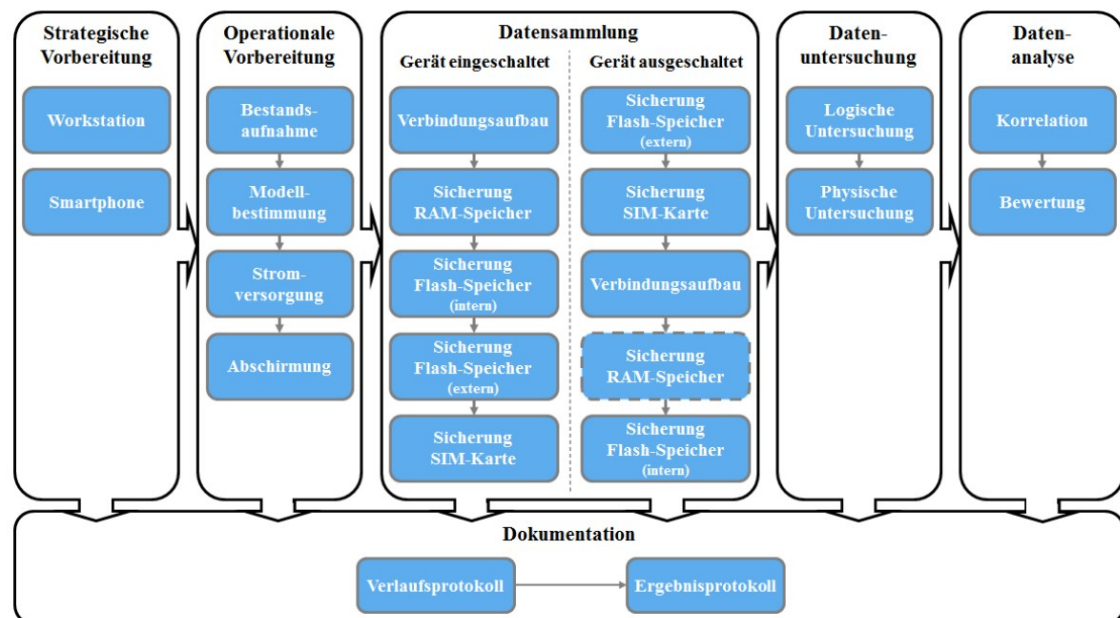 Strategische
Vorbereitung
Workstation
Smartphone
Operationale
Vorbereitung
Bestands-
aufnahme
Modell-
bestimmung
Strom-
versorgung
Abschirmung
Datensammlung
Gerät eingeschaltet
Verbindungsaufbau
Sicherung
RAM-Speicher
Sicherung
Flash-Speicher
(intern)
Sicherung
Flash-Speicher
(extern)
Sicherung
SIM-Karte
Gerät ausgeschaltet
Sicherung
Flash-Speicher
(extern)
Sicherung
SIM-Karte
Verbindungsaufbau
Sicherung
RAM-Speicher
Sicherung
Flash-Speicher
(intern)
Daten-
untersuchung
Logische
Untersuchung
Physische
Untersuchung
Daten-
analyse
Korrelation
Bewertung
Dokumentation
Verlaufsprotokoll
Ergebnisprotokoll